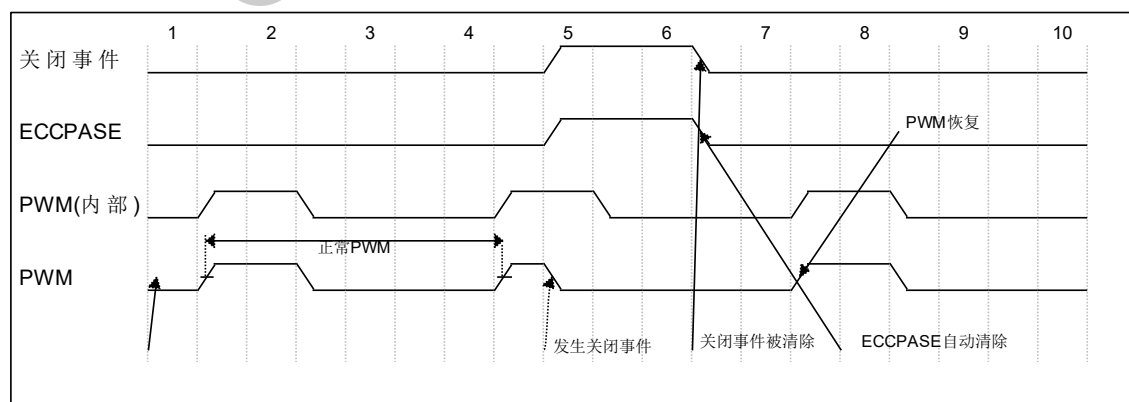 1 2 3 4 5 6 7 8 9 10
关闭事件
ECCPASE
PWM恢复
PWM(内部)
正常PWM
PWM
发生关闭事件 关闭事件被清除 ECCPASE自动清除